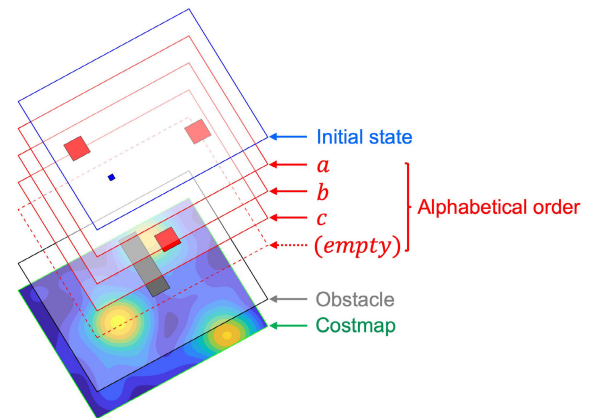 Initial state
a
b
c
Alphabetical order
(empty)
Obstacle
Costmap